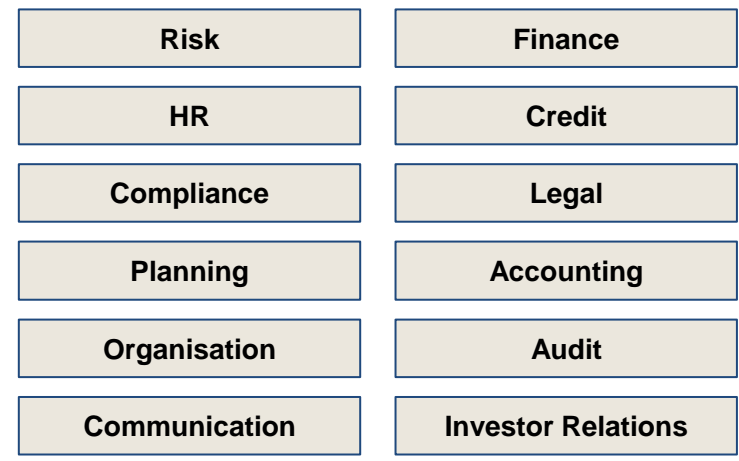 Risk
Finance
HR
Credit
Compliance
Legal
Planning
Accounting
Organisation
Audit
Communication
Investor Relations